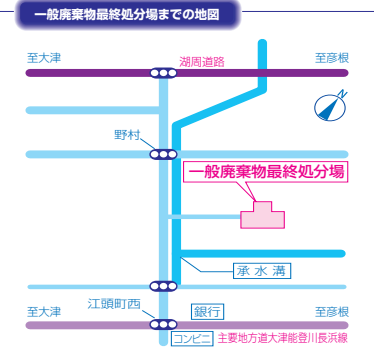 一般廃棄物最終処分場までの地図
至大津
湖周道路
至彦根
N
野村
一般廃棄物最終処分場
承水溝
江頭町西
至大津
銀行
至彦根
コンビニ
主要地方道大津能登川長浜線